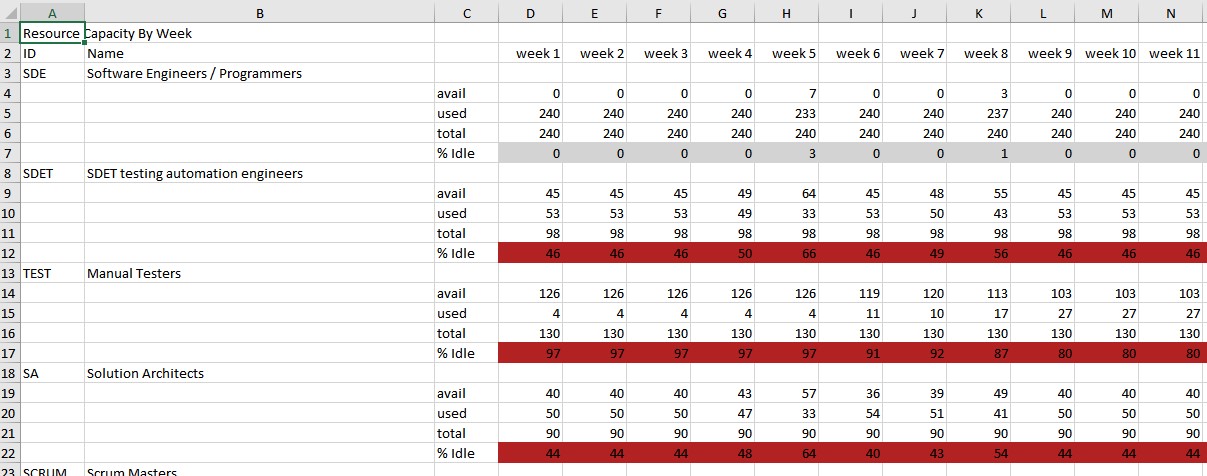 A B C D E F G H I J K L M N
1 Resource Capacity By Week
2 ID Name week 1 week 2 week 3 week 4 week 5 week 6 week 7 week 8 week 9 week 10 week 11
3 SDE Software Engineers / Programmers
4 avail 0 0 0 0 7 0 0 3 0 0 0
5 used 240 240 240 240 233 240 240 237 240 240 240
6 total 240 240 240 240 240 240 240 240 240 240 240
7 % Idle 0 0 0 0 3 0 0 1 0 0 0
8 SDET SDET testing automation engineers
9 avail 45 45 45 49 64 45 48 55 45 45 45
10 used 53 53 53 49 33 53 50 43 53 53 53
11 total 98 98 98 98 98 98 98 98 98 98 98
12 % Idle 46 46 46 50 66 46 49 56 46 46 46
13 TEST Manual Testers
14 avail 126 126 126 126 126 119 120 113 103 103 103
15 used 4 4 4 4 4 11 10 17 27 27 27
16 total 130 130 130 130 130 130 130 130 130 130 130
17 % Idle 97 97 97 97 97 91 92 87 80 80 80
18 SA Solution Architects
19 avail 40 40 40 43 57 36 39 49 40 40 40
20 used 50 50 50 47 33 54 51 41 50 50 50
21 total 90 90 90 90 90 90 90 90 90 90 90
22 % Idle 44 44 44 48 64 40 43 54 44 44 44
23 SCRUM Scrum Masters